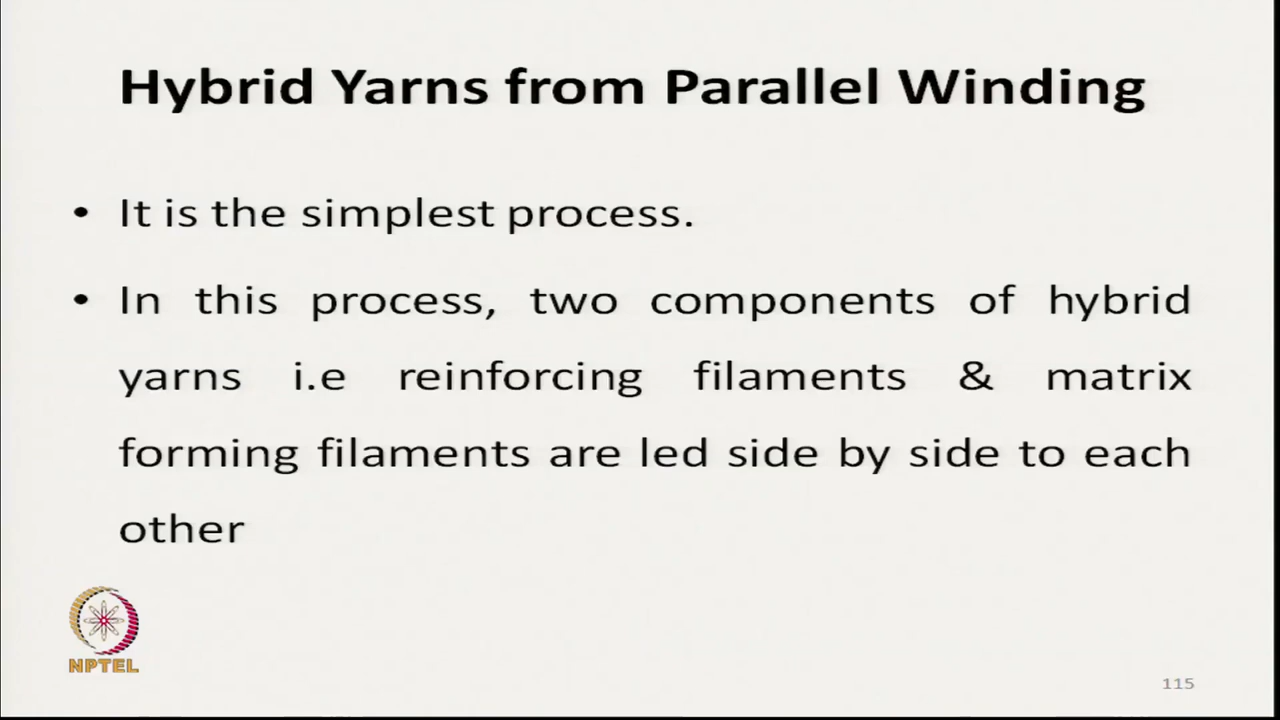 Hybrid Yarns from Parallel Winding
• It is the simplest process.
• In this process, two components of hybrid
yarns i.e reinforcing filaments & matrix
forming filaments are led side by side to each
other
NPTEL
115